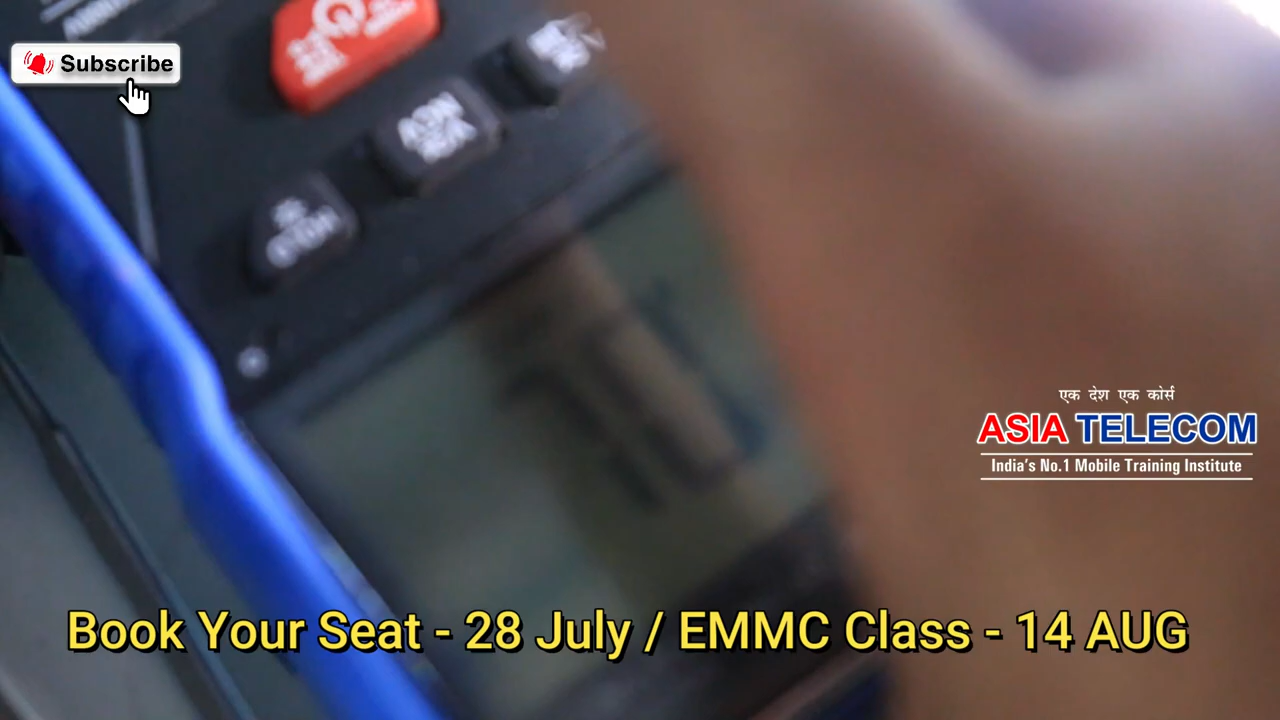 Subscribe
HOLD
एक देश एक कोर्स
ASIA TELECOM
India's No.1 Mobile Training Institute
Book Your Seat - 28 July / EMMC Class - 14 AUG